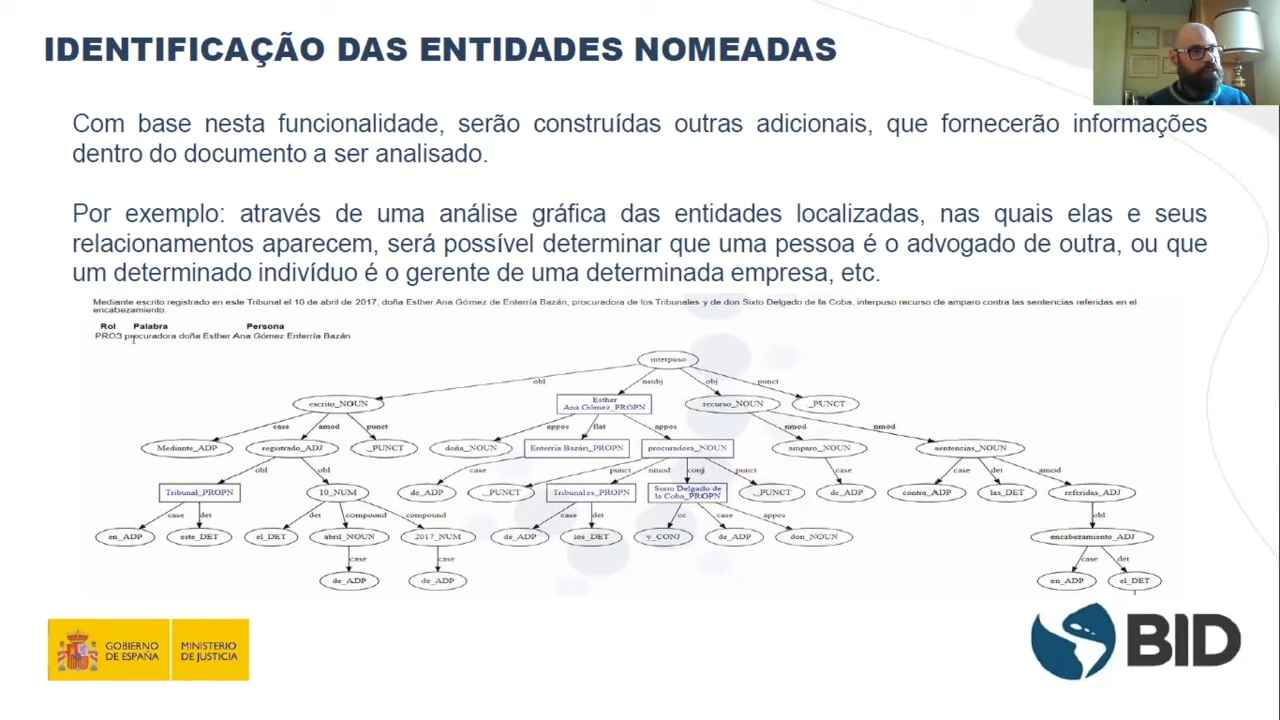 IDENTIFICAÇÃO DAS ENTIDADES NOMEADAS
Com base nesta funcionalidade, serão construídas outras adicionais, que fornecerão informações
dentro do documento a ser analisado.
Por exemplo: através de uma análise gráfica das entidades localizadas, nas quais elas e seus
relacionamentos aparecem, será possível determinar que uma pessoa é o advogado de outra, ou que
um determinado indivíduo é o gerente de uma determinada empresa, etc.
Mediante escrito registrado en este Tribunal el 10 de abril de 2017, doña Esther Ana Gómez de Enterría Bazán, procuradora de los Tribunales y de don Sixto Delgado de la Coba, interpuso recurso de amparo contra las sentencias referidas en el
encabezamiento.
Rol Palabra Persona
PROC procuradora doña Esther Ana Gómez Enterría Bazán
interpuso
obl nsubj obj punct
escrito_NOUN Esther
Ana Gómez_PROPN recurso_NOUN _PUNCT
case amod punct appos flat appos nmod nmod
Mediante_ADP registrado_ADJ _PUNCT doña_NOUN Enterría Bazán_PROPN procuradora_NOUN amparo_NOUN sentencias_NOUN
obl obl case punct nmod conj punct case case det amod
Tribunal_PROPN 10_NUM de_ADP _PUNCT Tribunales_PROPN Sixto Delgado de
la Coba_PROPN _PUNCT de_ADP contra_ADP las_DET referidas_ADJ
case det det compound compound case det cc case appos obl
en_ADP este_DET el_DET abril_NOUN 2017_NUM de_ADP los_DET y_CONJ de_ADP don_NOUN encabezamiento_ADJ
case case case det
de_ADP de_ADP en_ADP el_DET
GOBIERNO
DE ESPAÑA
MINISTERIO
DE JUSTICIA
BID